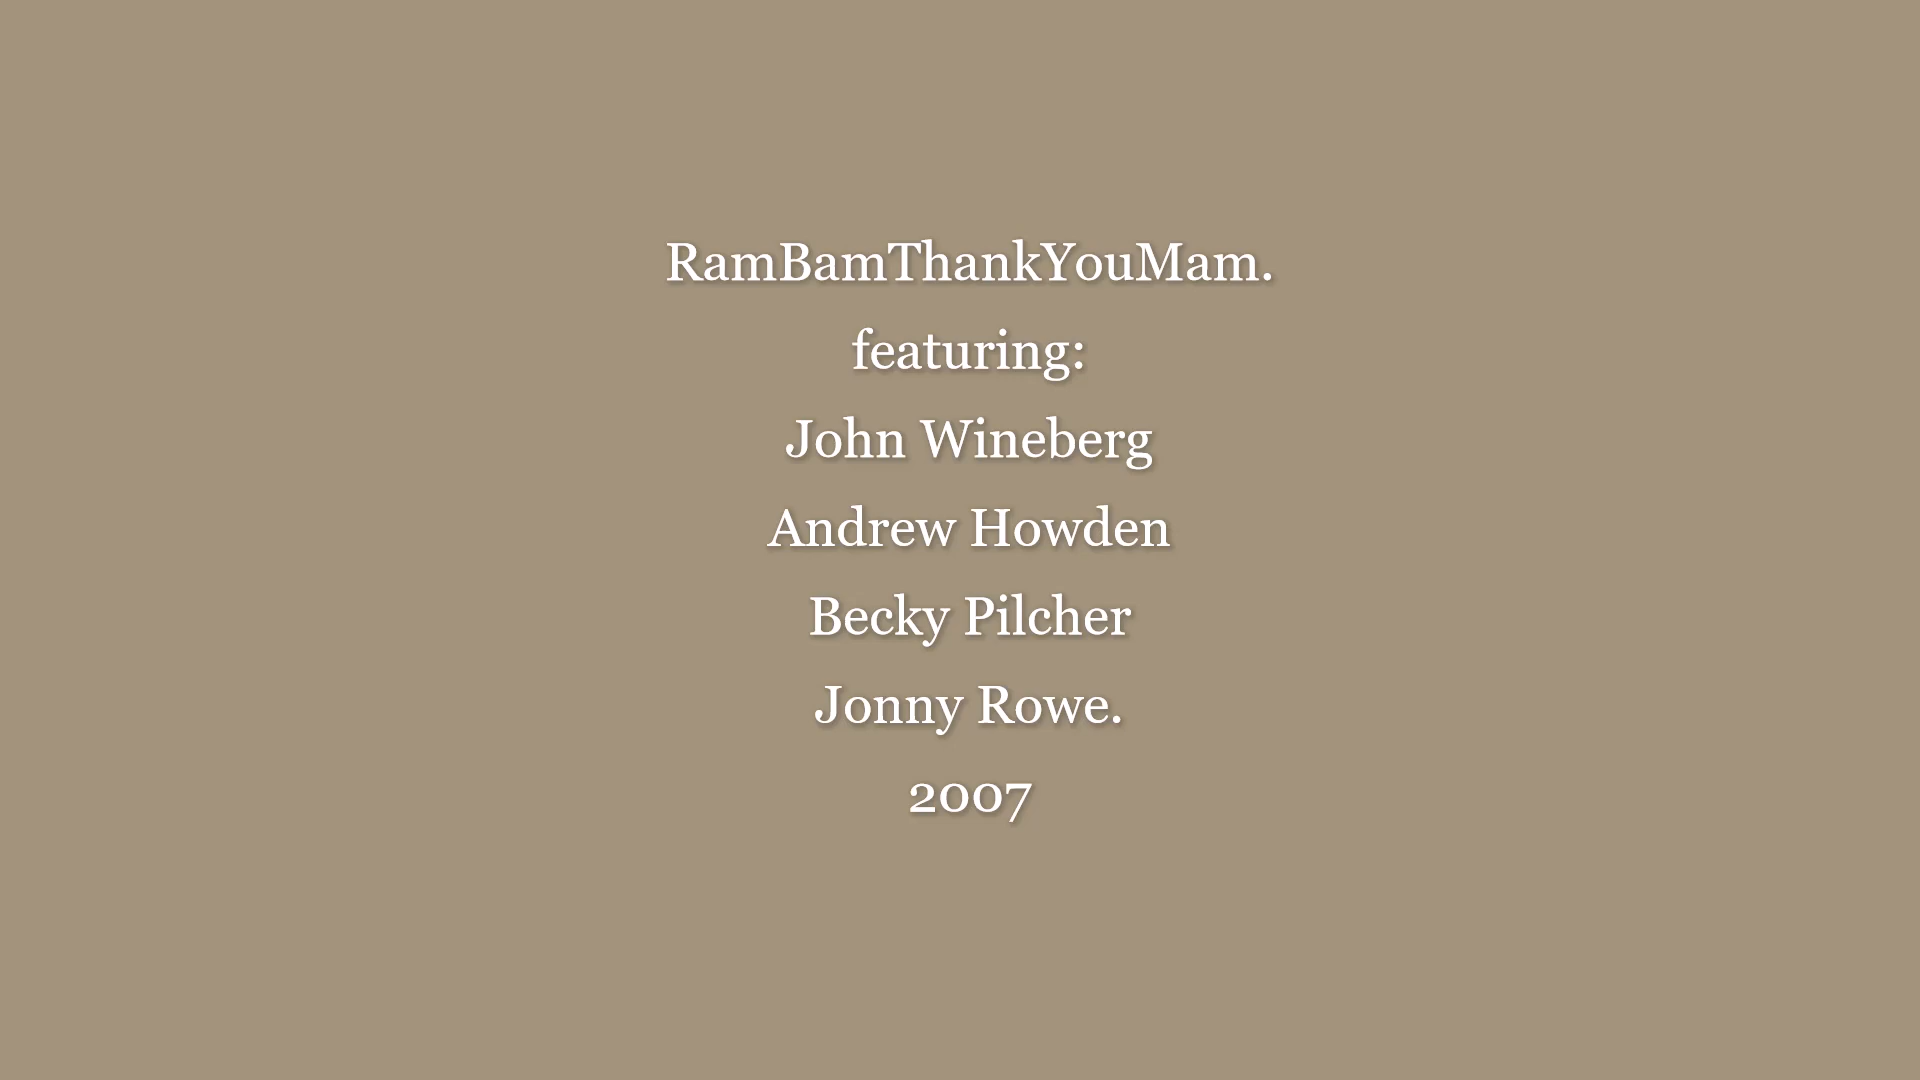 RamBamThankYouMam.
featuring:
John Wineberg
Andrew Howden
Becky Pilcher
Jonny Rowe.
2007